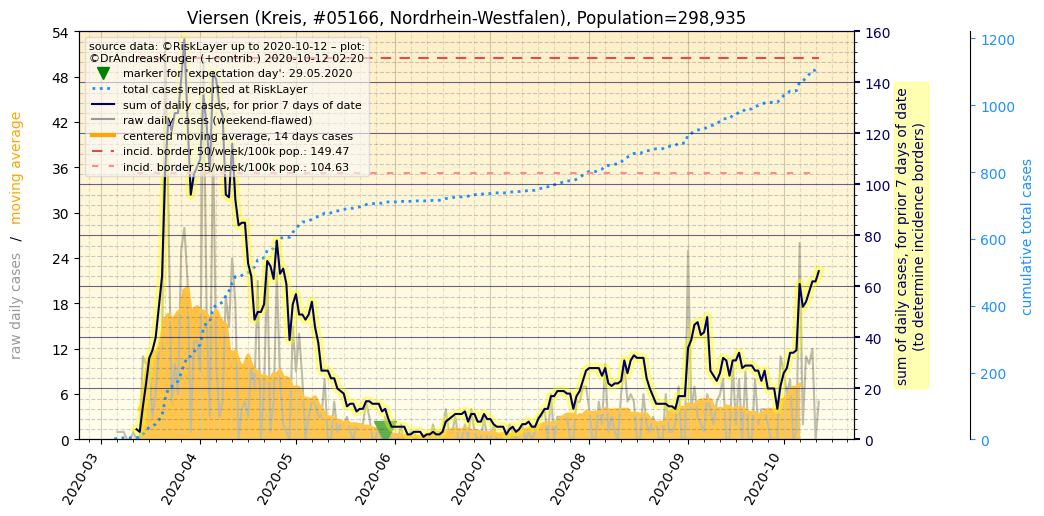 Viersen (Kreis, #05166, Nordrhein-Westfalen), Population=298,935
source data: ©RiskLayer up to 2020-10-12 – plot:
©DrAndreasKruger (+contrib.) 2020-10-12 02:20
marker for 'expectation day': 29.05.2020
total cases reported at RiskLayer
sum of daily cases, for prior 7 days of date
raw daily cases (weekend-flawed)
centered moving average, 14 days cases
incid. border 50/week/100k pop.: 149.47
incid. border 35/week/100k pop.: 104.63
raw daily cases / moving average
54
48
42
36
30
24
18
12
6
0
2020-03
2020-04
2020-05
2020-06
2020-07
2020-08
2020-09
2020-10
160
140
120
100
80
60
40
20
0
sum of daily cases, for prior 7 days of date
(to determine incidence borders)
1200
1000
800
600
400
200
0
cumulative total cases